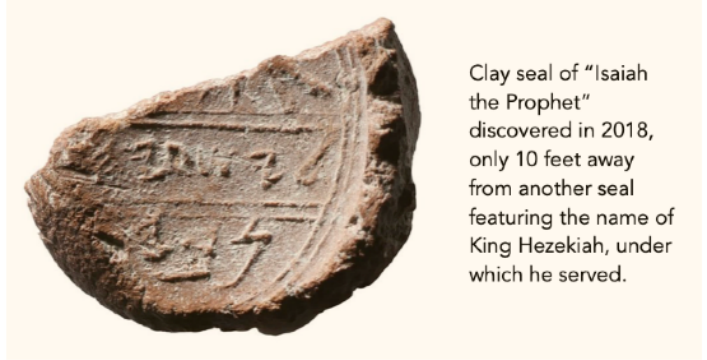 Clay seal of “Isaiah
the Prophet”
discovered in 2018,
only 10 feet away
from another seal
featuring the name of
King Hezekiah, under
which he served.